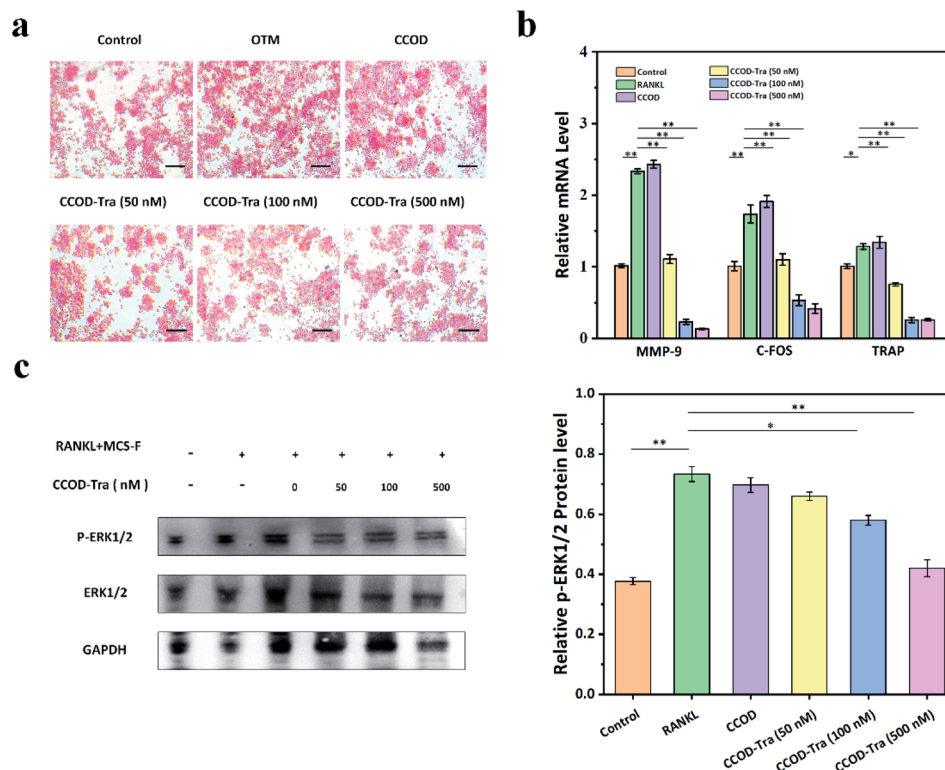 a
Control OTM CCOD
CCOD-Tra (50 nM) CCOD-Tra (100 nM) CCOD-Tra (500 nM)
b
Relative mRNA Level
4
3
2
1
0
Control
RANKL
CCOD
CCOD-Tra (50 nM)
CCOD-Tra (100 nM)
CCOD-Tra (500 nM)
**
**
** **
**
**
** **
**
**
* **
MMP-9 C-FOS TRAP
c
RANKL+MCS-F - + + + + +
CCOD-Tra ( nM ) - - 0 50 100 500
P-ERK1/2
ERK1/2
GAPDH
Relative p-ERK1/2 Protein level
1.0
0.8
0.6
0.4
0.2
0.0
**
*
**
Control RANKL CCOD CCOD-Tra (50 nM) CCOD-Tra (100 nM) CCOD-Tra (500 nM)